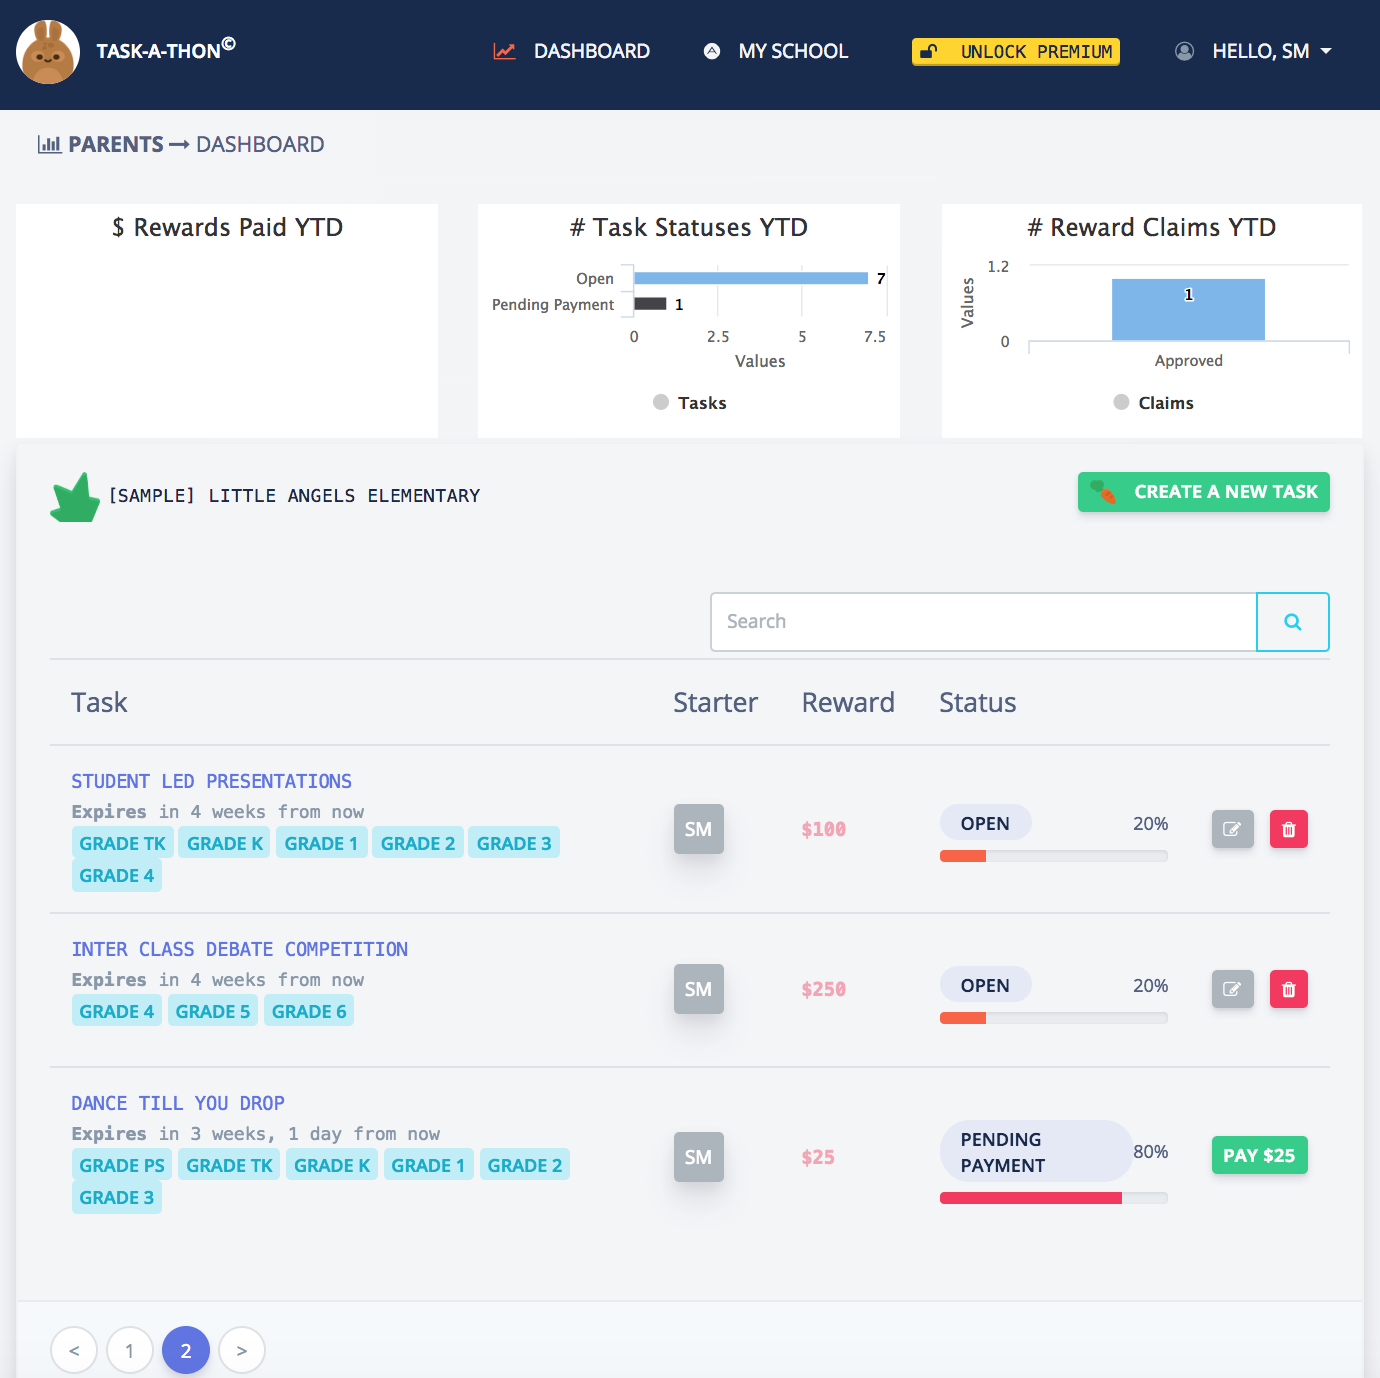 TASK-A-THON©
DASHBOARD
MY SCHOOL
UNLOCK PREMIUM
HELLO, SM
PARENTS → DASHBOARD
$ Rewards Paid YTD
# Task Statuses YTD
Open
7
Pending Payment
1
0 2.5 5 7.5
Values
Tasks
# Reward Claims YTD
1.2
Values
1
0
Approved
Claims
[SAMPLE] LITTLE ANGELS ELEMENTARY
CREATE A NEW TASK
Search
Task Starter Reward Status
STUDENT LED PRESENTATIONS
Expires in 4 weeks from now
GRADE TK GRADE K GRADE 1 GRADE 2 GRADE 3
GRADE 4
SM
$100
OPEN
20%
INTER CLASS DEBATE COMPETITION
Expires in 4 weeks from now
GRADE 4 GRADE 5 GRADE 6
SM
$250
OPEN
20%
DANCE TILL YOU DROP
Expires in 3 weeks, 1 day from now
GRADE PS GRADE TK GRADE K GRADE 1 GRADE 2
GRADE 3
SM
$25
PENDING
PAYMENT
80%
PAY $25
< 1 2 >